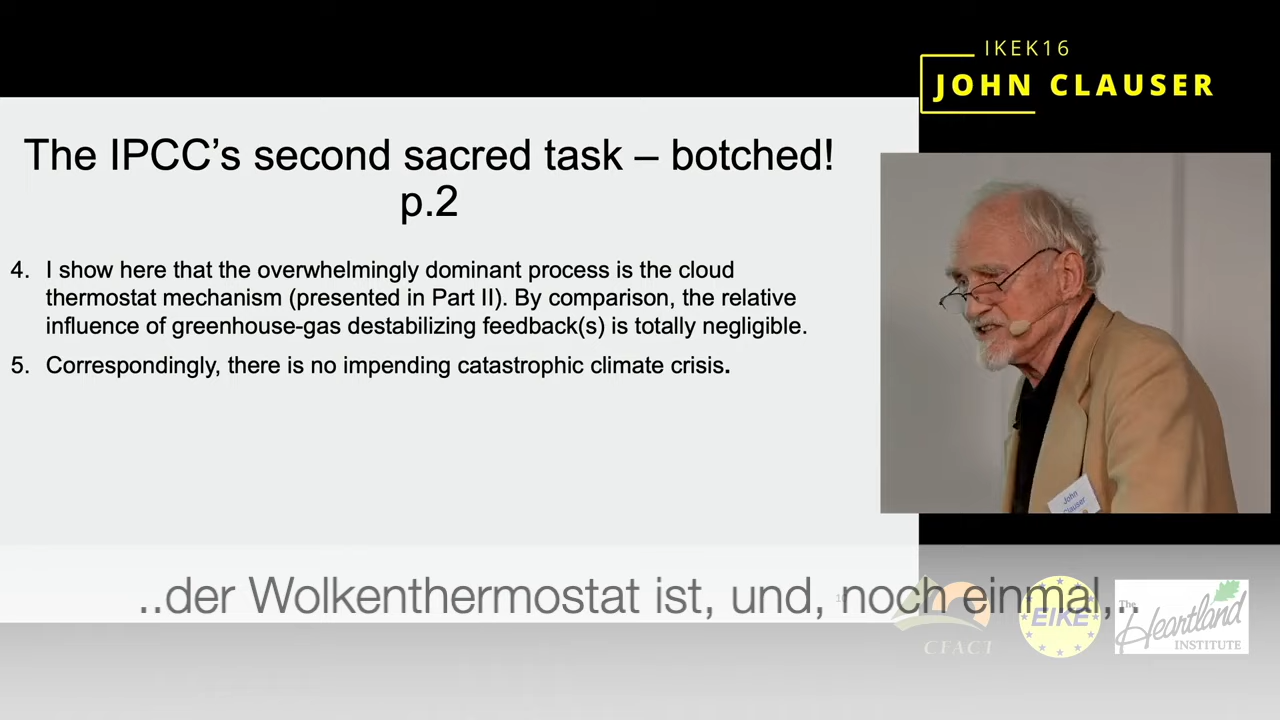 IKEK16
JOHN CLAUSER
The IPCC’s second sacred task – botched!
p.2
4. I show here that the overwhelmingly dominant process is the cloud
thermostat mechanism (presented in Part II). By comparison, the relative
influence of greenhouse-gas destabilizing feedback(s) is totally negligible.
5. Correspondingly, there is no impending catastrophic climate crisis.
John
Clauser
..der Wolkenthermostat ist, und, noch einmal,..
CFACT
EIKE
The
Heartland
INSTITUTE